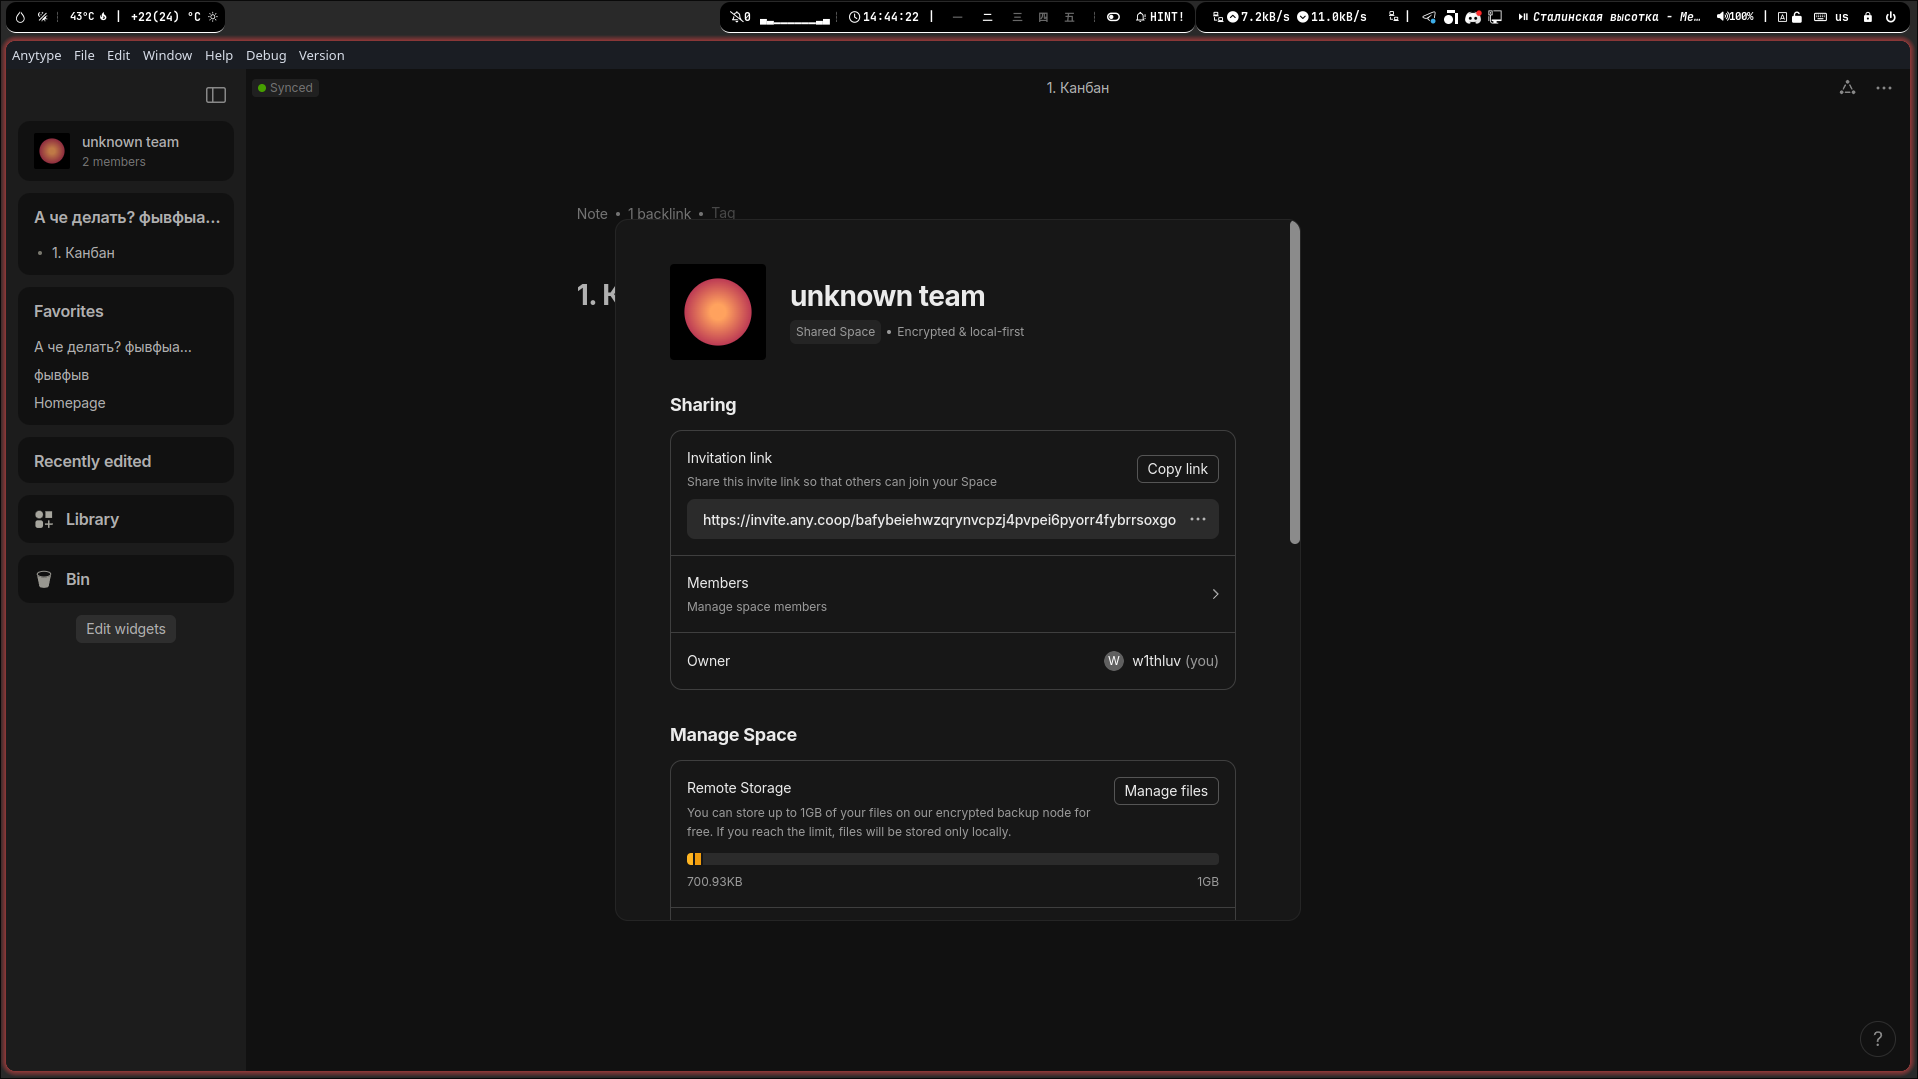 43°C | +22(24) °C
0 14:44:22 | 一 二 三 四 五 HINT!
7.2kB/s 11.0kB/s | Сталинская высотка - Me… 100% | A us
Anytype File Edit Window Help Debug Version
Synced
1. Канбан
unknown team
2 members
А че делать? фывфыа...
1. Канбан
Favorites
А че делать? фывфыа...
фывфыв
Homepage
Recently edited
Library
Bin
Edit widgets
Note • 1 backlink • Tag
1. К
unknown team
Shared Space • Encrypted & local-first
Sharing
Invitation link
Copy link
Share this invite link so that others can join your Space
https://invite.any.coop/bafybeiehwzqrynvcpzj4pvpei6pyorr4fybrrsoxgo
Members
Manage space members
Owner
W w1thluv (you)
Manage Space
Remote Storage
Manage files
You can store up to 1GB of your files on our encrypted backup node for
free. If you reach the limit, files will be stored only locally.
700.93KB 1GB
?